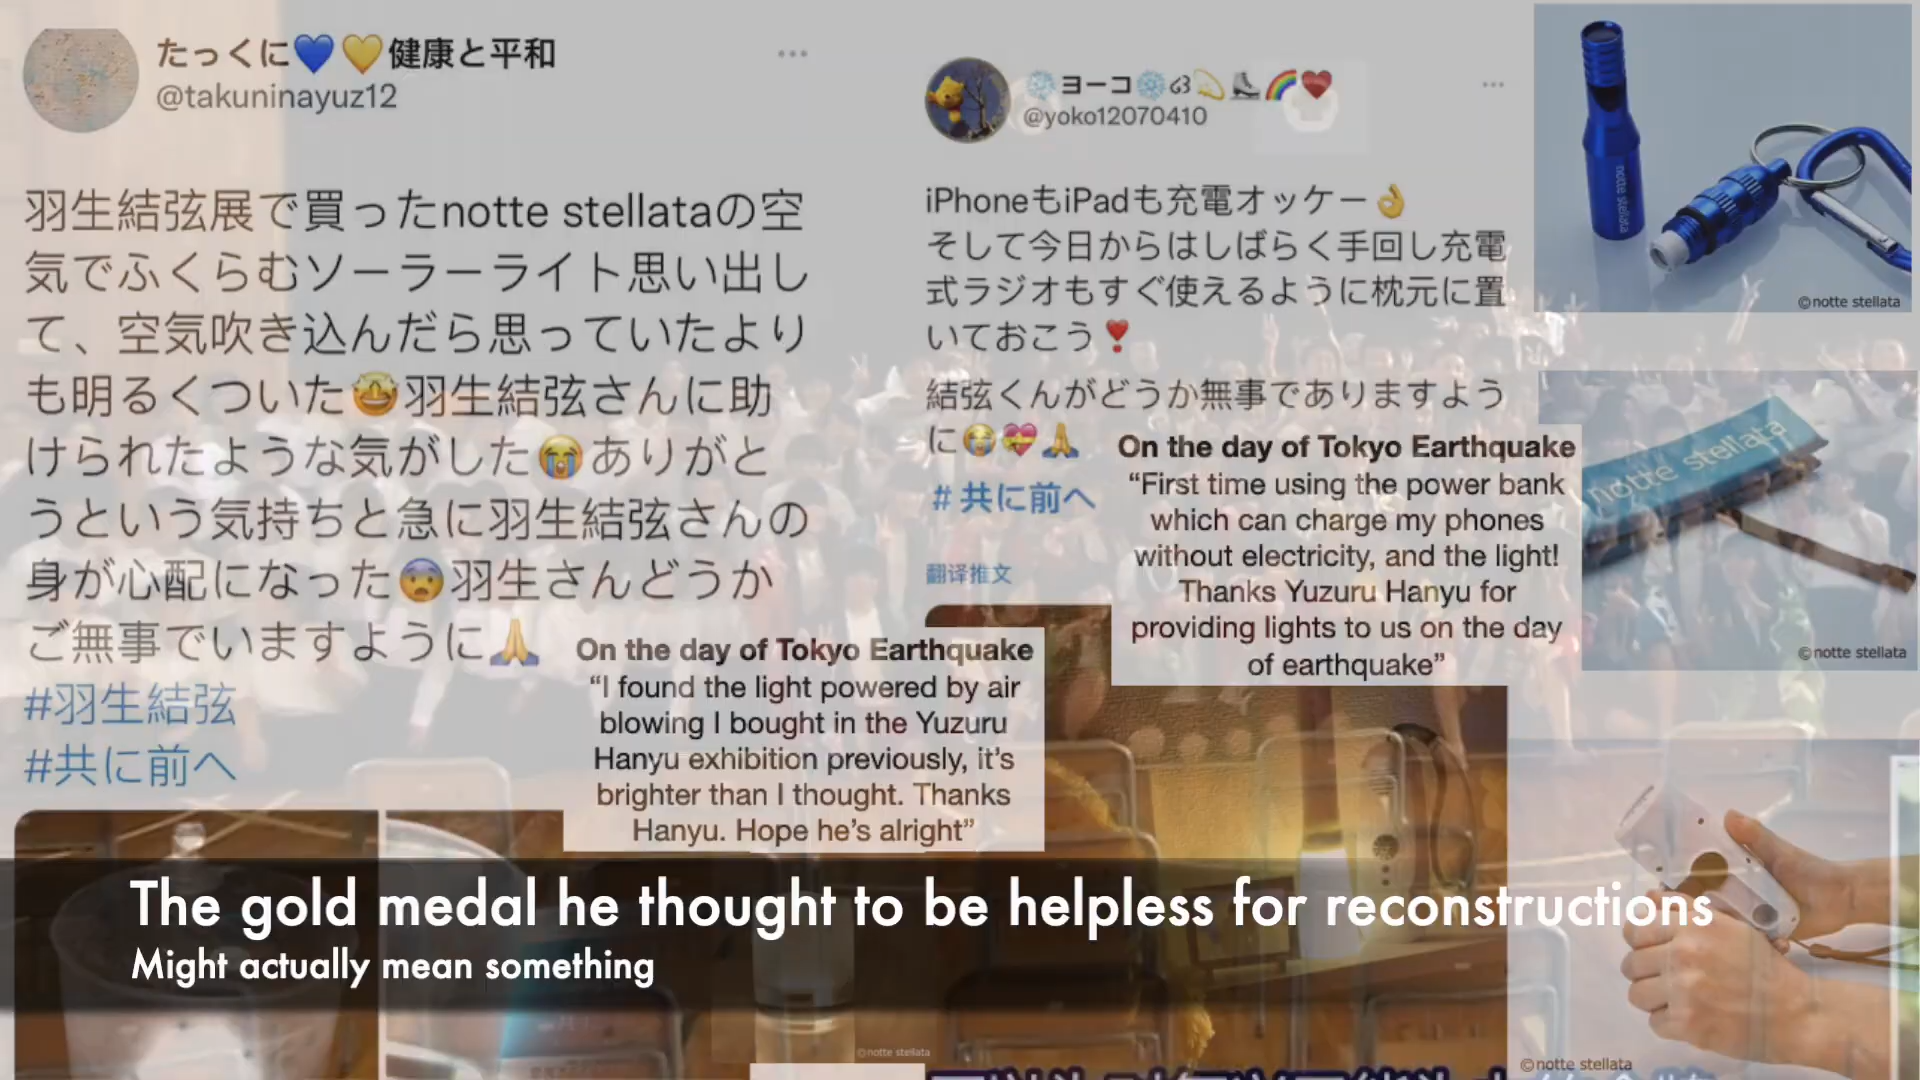 たっくに💙💛健康と平和
@takuninayuz12
羽生結弦展で買ったnotte stellataの空
気でふくらむソーラーライト思い出し
て、空気吹き込んだら思っていたより
も明るくついた🤩羽生結弦さんに助
けられたような気がした😭ありがと
うという気持ちと急に羽生結弦さんの
身が心配になった😨羽生さんどうか
ご無事でいますように🙏
#羽生結弦
#共に前へ
On the day of Tokyo Earthquake
“I found the light powered by air
blowing I bought in the Yuzuru
Hanyu exhibition previously, it’s
brighter than I thought. Thanks
Hanyu. Hope he’s alright”
❄️ヨーコ❄️໒꒱💫⛸🌈❤️
@yoko12070410
iPhoneもiPadも充電オッケー👌
そして今日からはしばらく手回し充電
式ラジオもすぐ使えるように枕元に置
いておこう❣️
結弦くんがどうか無事でありますよう
に😭💝🙏
#共に前へ
翻译推文
On the day of Tokyo Earthquake
“First time using the power bank
which can charge my phones
without electricity, and the light!
Thanks Yuzuru Hanyu for
providing lights to us on the day
of earthquake”
notte stellata
©notte stellata
notte stellata
©notte stellata
The gold medal he thought to be helpless for reconstructions
Might actually mean something
©notte stellata
©notte stellata